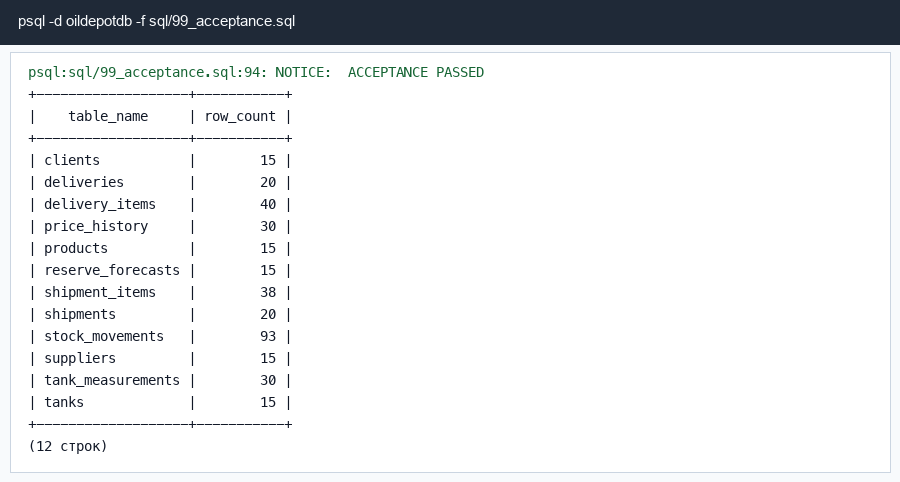 psql -d oildepotdb -f sql/99_acceptance.sql
psql:sql/99_acceptance.sql:94: NOTICE:  ACCEPTANCE PASSED
+-------------------+-----------+
|    table_name     | row_count |
+-------------------+-----------+
| clients           |        15 |
| deliveries        |        20 |
| delivery_items    |        40 |
| price_history     |        30 |
| products          |        15 |
| reserve_forecasts |        15 |
| shipment_items    |        38 |
| shipments         |        20 |
| stock_movements   |        93 |
| suppliers         |        15 |
| tank_measurements |        30 |
| tanks             |        15 |
+-------------------+-----------+
(12 строк)